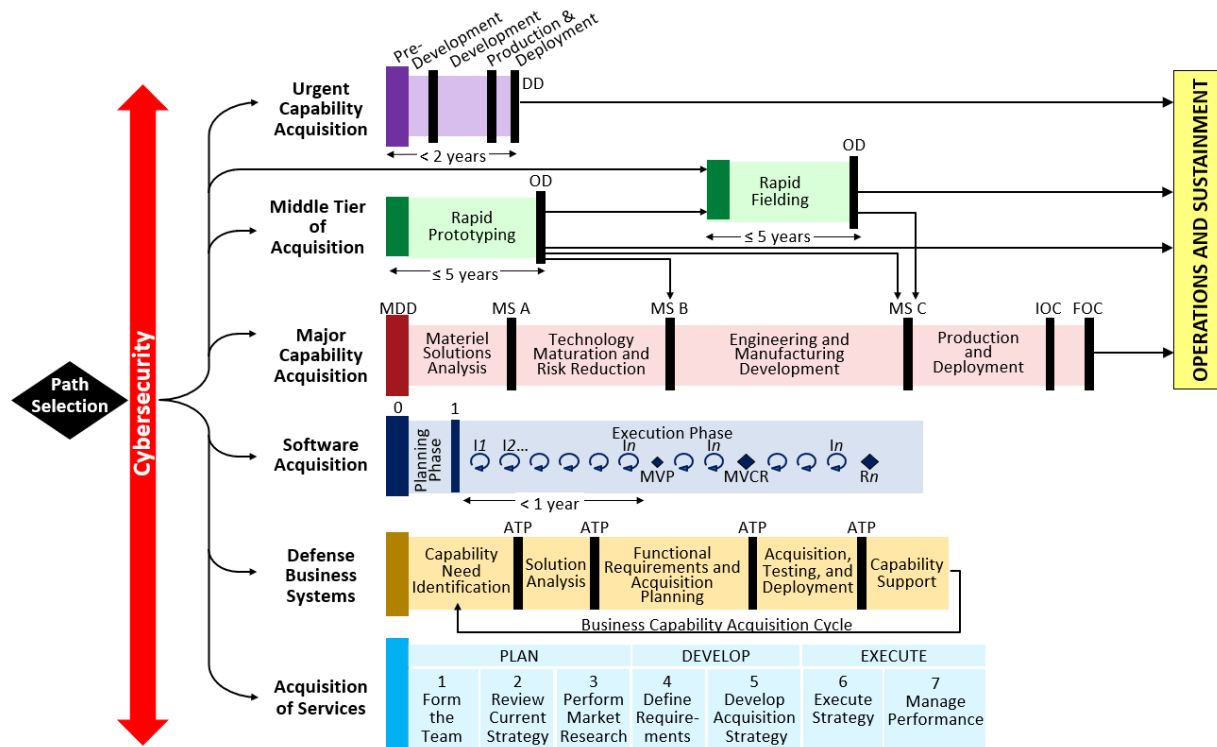 Pre-
Development
Development
Production &
Deployment
DD
Urgent
Capability
Acquisition
< 2 years
OD
Rapid
Fielding
≤ 5 years
OD
Middle Tier
of
Acquisition
Rapid
Prototyping
≤ 5 years
OPERATIONS AND SUSTAINMENT
MDD
MS A
MS B
MS C
IOC
FOC
Major
Capability
Acquisition
Materiel
Solutions
Analysis
Technology
Maturation and
Risk Reduction
Engineering and
Manufacturing
Development
Production
and
Deployment
Path
Selection
Cybersecurity
0
1
Software
Acquisition
Planning
Phase
Execution Phase
I1
I2...
In
In
In
MVP
MVCR
Rn
< 1 year
ATP
ATP
ATP
ATP
Defense
Business
Systems
Capability
Need
Identification
Solution
Analysis
Functional
Requirements and
Acquisition
Planning
Acquisition,
Testing, and
Deployment
Capability
Support
Business Capability Acquisition Cycle
Acquisition
of Services
PLAN
DEVELOP
EXECUTE
1
Form
the
Team
2
Review
Current
Strategy
3
Perform
Market
Research
4
Define
Require-
ments
5
Develop
Acquisition
Strategy
6
Execute
Strategy
7
Manage
Performance